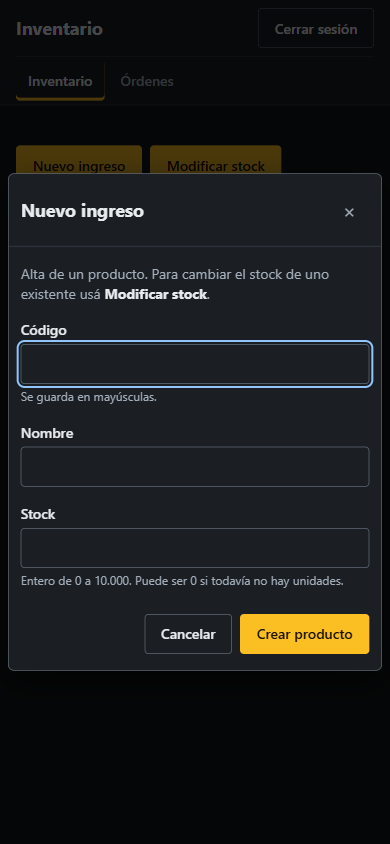 Inventario
Cerrar sesión
Inventario
Órdenes
Nuevo ingreso
Modificar stock
Nuevo ingreso
×
Alta de un producto. Para cambiar el stock de uno
existente usá Modificar stock.
Código
Se guarda en mayúsculas.
Nombre
Stock
Entero de 0 a 10.000. Puede ser 0 si todavía no hay unidades.
Cancelar
Crear producto